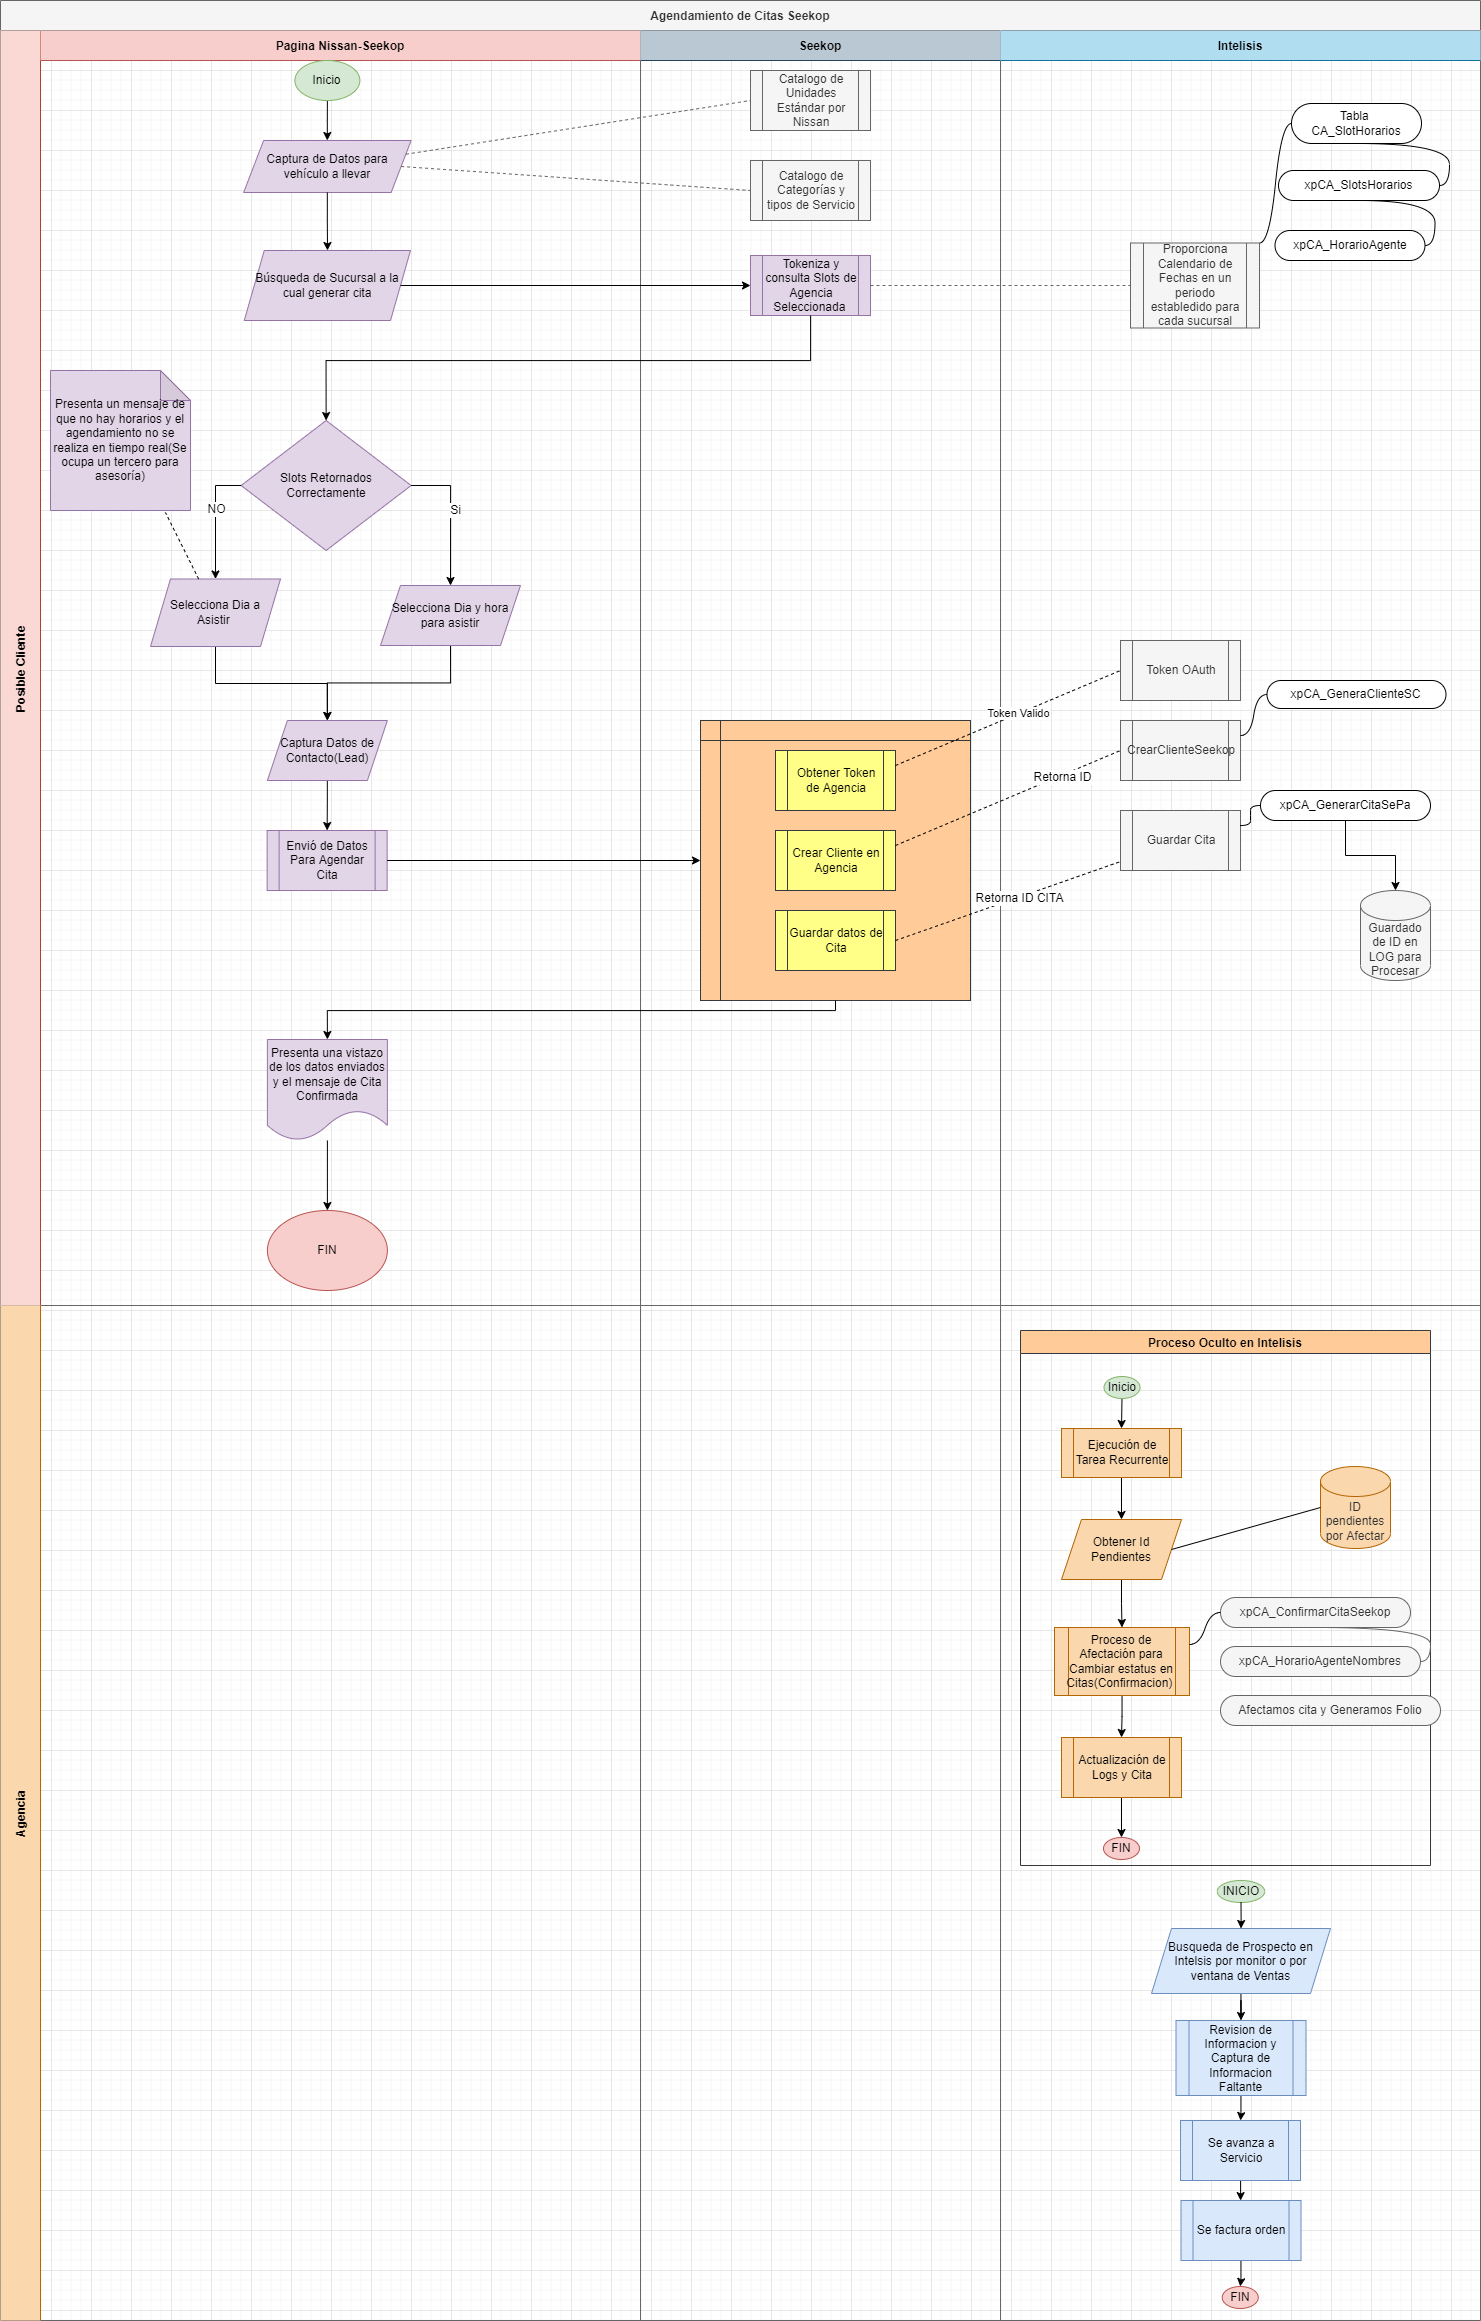 Agendamiento de Citas Seekop
Pagina Nissan-Seekop
Seekop
Intelisis
Posible Cliente
Inicio
Captura de Datos para
vehículo a llevar
Catalogo de
Unidades
Estándar por
Nissan
Catalogo de
Categorías y
tipos de Servicio
Tabla
CA_SlotHorarios
xpCA_SlotsHorarios
xpCA_HorarioAgente
Búsqueda de Sucursal a la
cual generar cita
Tokeniza y
consulta Slots de
Agencia
Seleccionada
Proporciona
Calendario de
Fechas en un
periodo
establedido para
cada sucursal
Presenta un mensaje de
que no hay horarios y el
agendamiento no se
realiza en tiempo real(Se
ocupa un tercero para
asesoría)
Slots Retornados
Correctamente
NO
Si
Selecciona Dia a
Asistir
Selecciona Dia y hora
para asistir
Captura Datos de
Contacto(Lead)
Envió de Datos
Para Agendar
Cita
Obtener Token
de Agencia
Crear Cliente en
Agencia
Guardar datos de
Cita
Token Valido
Retorna ID
Retorna ID CITA
Token OAuth
CrearClienteSeekop
Guardar Cita
xpCA_GeneraClienteSC
xpCA_GenerarCitaSePa
Guardado
de ID en
LOG para
Procesar
Presenta una vistazo
de los datos enviados
y el mensaje de Cita
Confirmada
FIN
Agencia
Proceso Oculto en Intelisis
Inicio
Ejecución de
Tarea Recurrente
Obtener Id
Pendientes
ID
pendientes
por Afectar
Proceso de
Afectación para
Cambiar estatus en
Citas(Confirmacion)
xpCA_ConfirmarCitaSeekop
xpCA_HorarioAgenteNombres
Afectamos cita y Generamos Folio
Actualización de
Logs y Cita
FIN
INICIO
Busqueda de Prospecto en
Intelsis por monitor o por
ventana de Ventas
Revision de
Informacion y
Captura de
Informacion
Faltante
Se avanza a
Servicio
Se factura orden
FIN